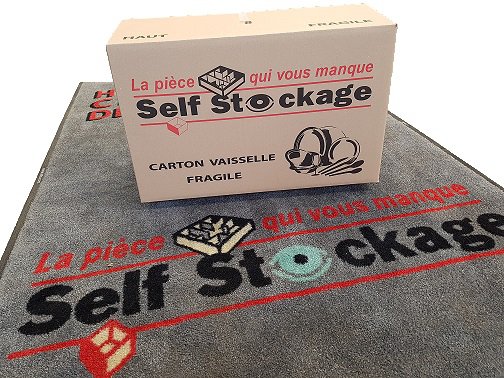 HAUT
FRAGILE
La pièce qui vous manque
Self Stockage
CARTON VAISSELLE
FRAGILE
La pièce qui vous manque
Self Stockage